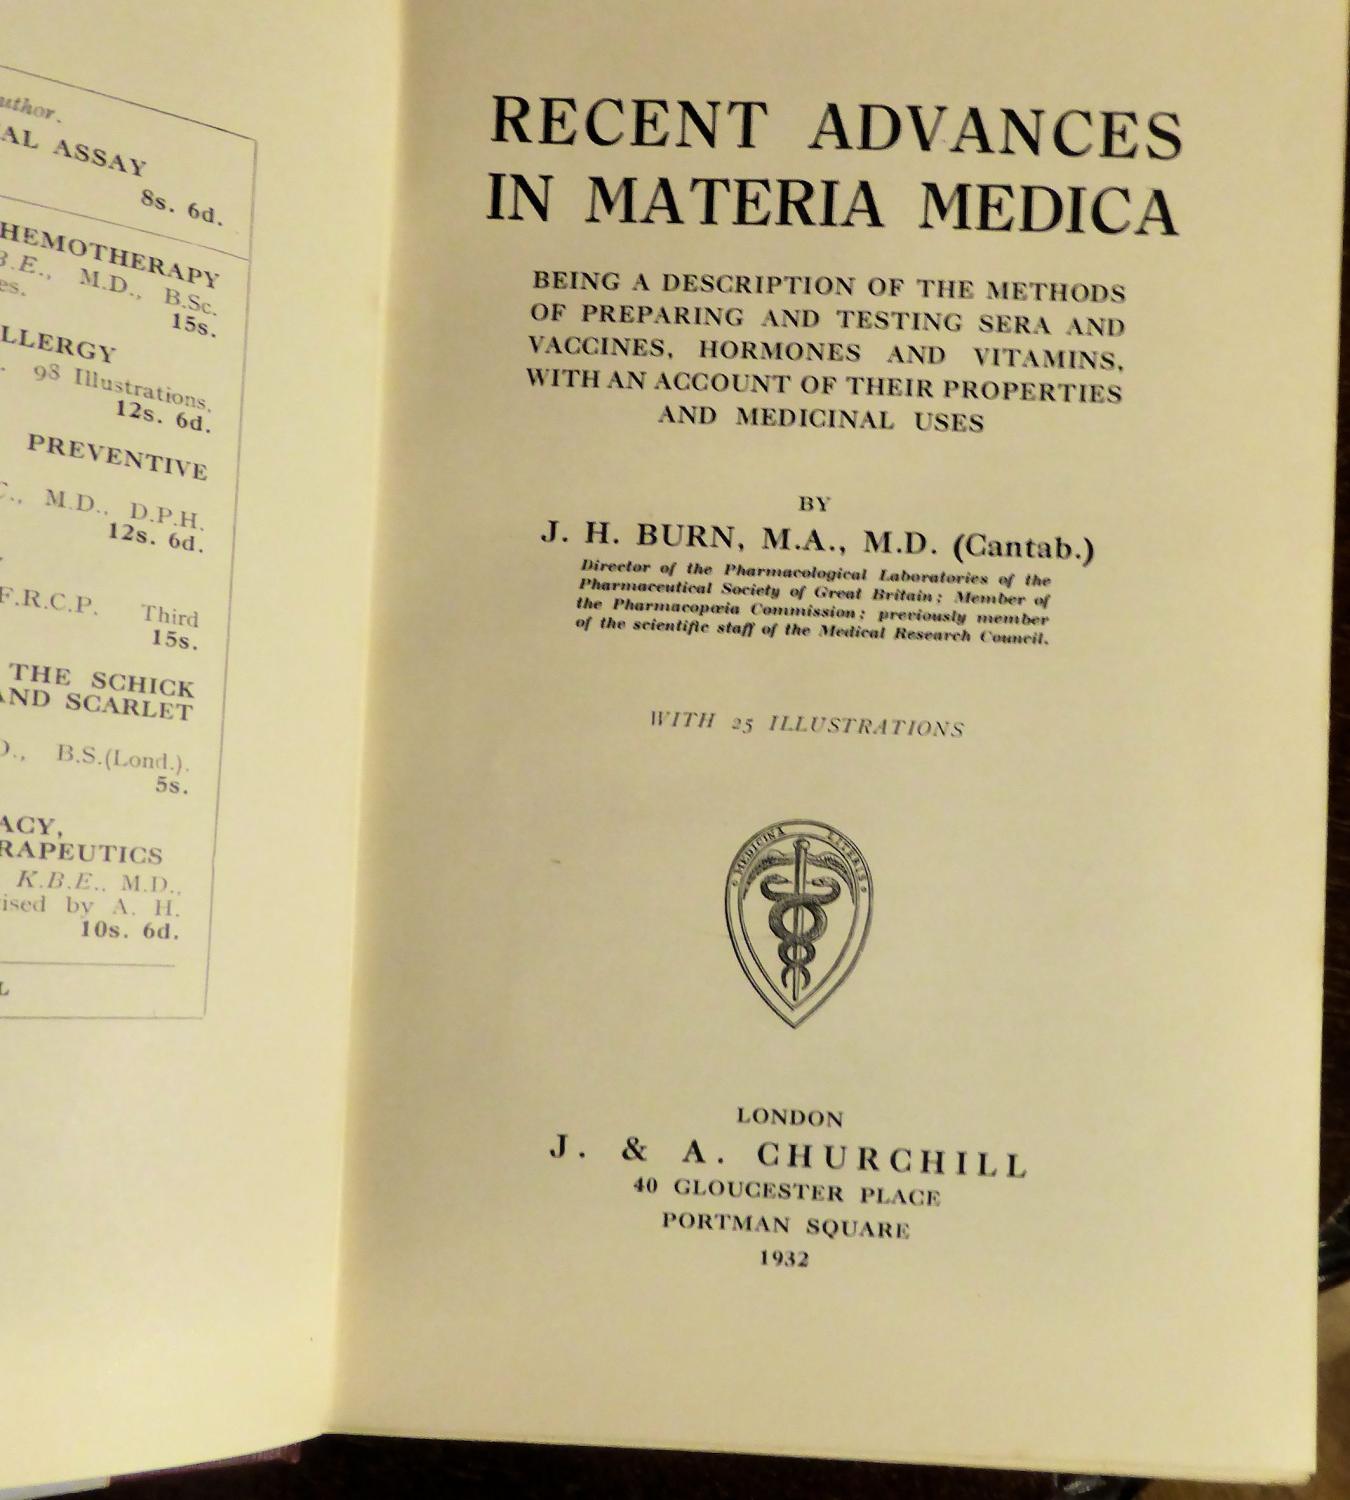 author.
AL ASSAY
8s. 6d.
HEMOTHERAPY
B.E., M.D., B.Sc.
es.
15s.
LLERGY
98 Illustrations.
12s. 6d.
PREVENTIVE
C., M.D., D.P.H.
12s. 6d.
F.R.C.P. Third
15s.
THE SCHICK
AND SCARLET
D., B.S.(Lond.).
5s.
ACY,
RAPEUTICS
K.B.E., M.D.,
ised by A. H.
10s. 6d.
L
RECENT ADVANCES
IN MATERIA MEDICA
BEING A DESCRIPTION OF THE METHODS
OF PREPARING AND TESTING SERA AND
VACCINES, HORMONES AND VITAMINS,
WITH AN ACCOUNT OF THEIR PROPERTIES
AND MEDICINAL USES
BY
J. H. BURN, M.A., M.D. (Cantab.)
Director of the Pharmacological Laboratories of the
Pharmaceutical Society of Great Britain; Member of
the Pharmacopœia Commission; previously member
of the scientific staff of the Medical Research Council.
WITH 25 ILLUSTRATIONS
MEDICINA LITERIS
LONDON
J. & A. CHURCHILL
40 GLOUCESTER PLACE
PORTMAN SQUARE
1932